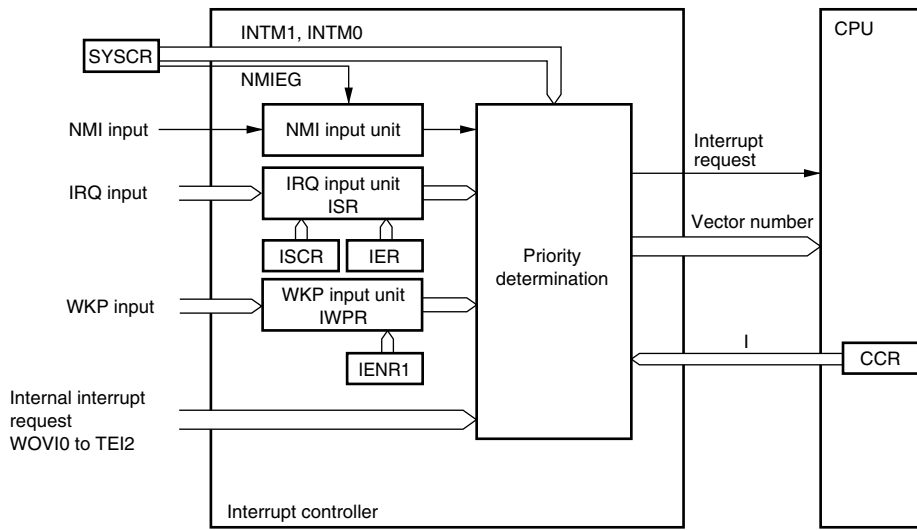 INTM1, INTM0
CPU
SYSCR
NMIEG
NMI input
NMI input unit
Interrupt
request
IRQ input
IRQ input unit
ISR
Vector number
ISCR
IER
Priority
determination
WKP input
WKP input unit
IWPR
I
CCR
IENR1
Internal interrupt
request
WOVI0 to TEI2
Interrupt controller